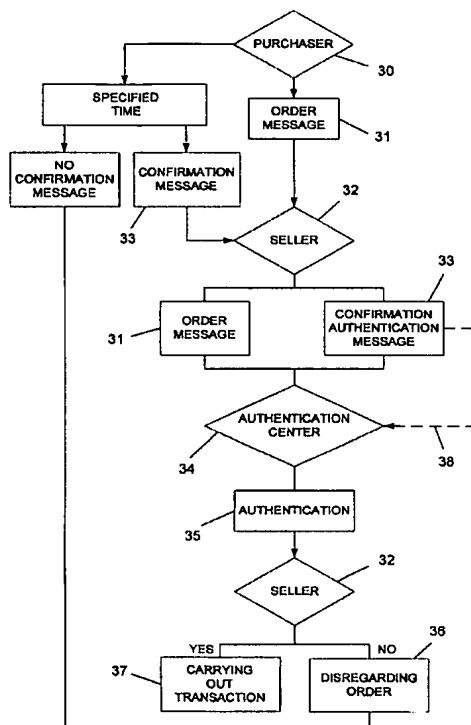 PURCHASER
30
SPECIFIED
TIME
ORDER
MESSAGE
31
NO
CONFIRMATION
MESSAGE
CONFIRMATION
MESSAGE
33
32
SELLER
33
ORDER
MESSAGE
31
CONFIRMATION
AUTHENTICATION
MESSAGE
AUTHENTICATION
CENTER
34
38
AUTHENTICATION
35
32
SELLER
YES
NO
36
37
CARRYING
OUT
TRANSACTION
DISREGARDING
ORDER